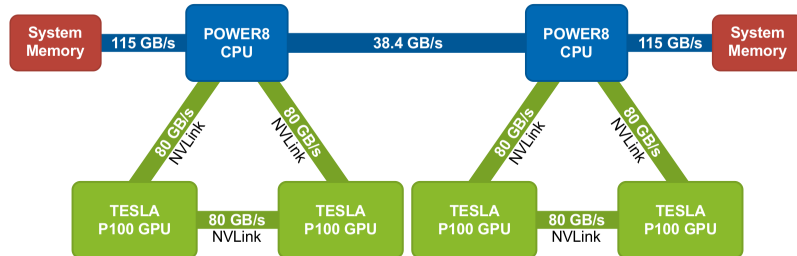 System
Memory
115 GB/s
POWER8
CPU
38.4 GB/s
POWER8
CPU
115 GB/s
System
Memory
80 GB/s
NVLink
80 GB/s
NVLink
80 GB/s
NVLink
80 GB/s
NVLink
TESLA
P100 GPU
80 GB/s
NVLink
TESLA
P100 GPU
TESLA
P100 GPU
80 GB/s
NVLink
TESLA
P100 GPU